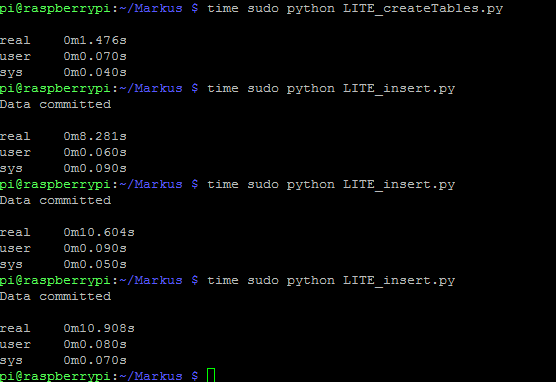 pi@raspberrypi:~/Markus $ time sudo python LITE_createTables.py
real 0m1.476s
user 0m0.070s
sys 0m0.040s
pi@raspberrypi:~/Markus $ time sudo python LITE_insert.py
Data committed
real 0m8.281s
user 0m0.060s
sys 0m0.090s
pi@raspberrypi:~/Markus $ time sudo python LITE_insert.py
Data committed
real 0m10.604s
user 0m0.090s
sys 0m0.050s
pi@raspberrypi:~/Markus $ time sudo python LITE_insert.py
Data committed
real 0m10.908s
user 0m0.080s
sys 0m0.070s
pi@raspberrypi:~/Markus $